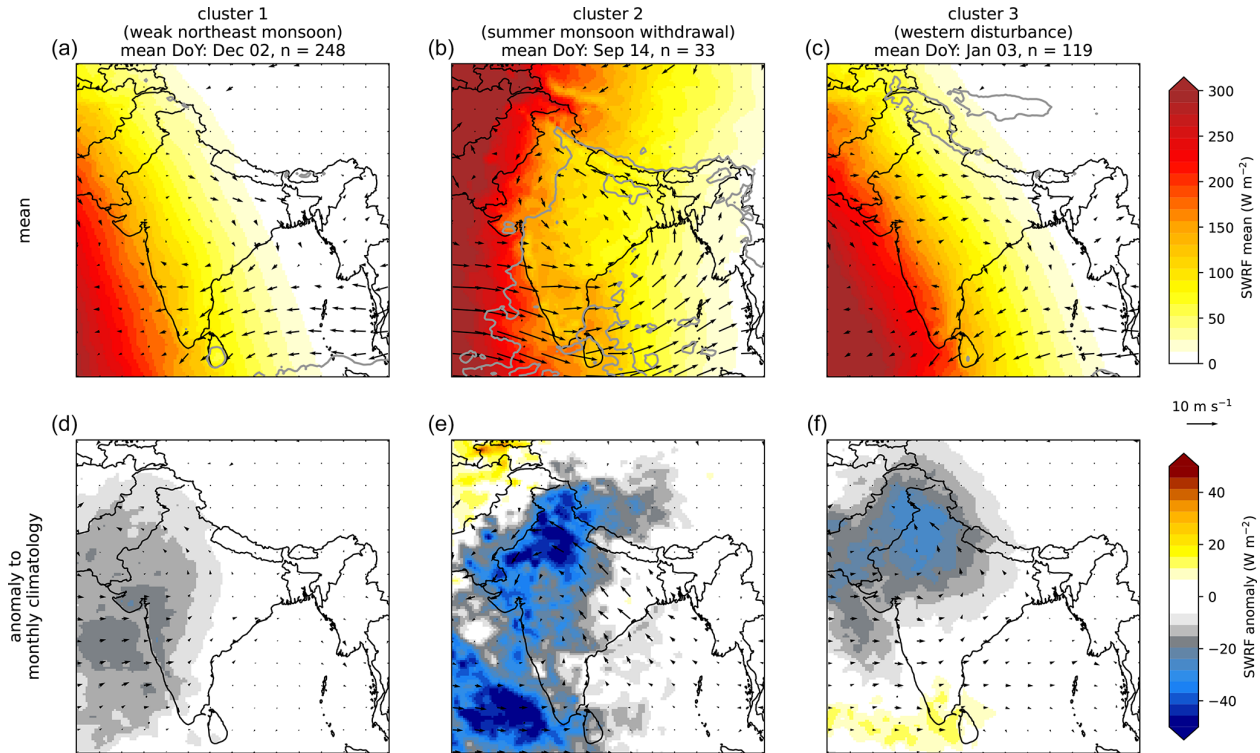 cluster 1
(weak northeast monsoon)
mean DoY: Dec 02, n = 248
cluster 2
(summer monsoon withdrawal)
mean DoY: Sep 14, n = 33
cluster 3
(western disturbance)
mean DoY: Jan 03, n = 119
(a)
(b)
(c)
mean
300
250
200
150
100
50
0
SWRF mean (W m⁻²)
10 m s⁻¹
(d)
(e)
(f)
anomaly to
monthly climatology
40
20
0
−20
−40
SWRF anomaly (W m⁻²)